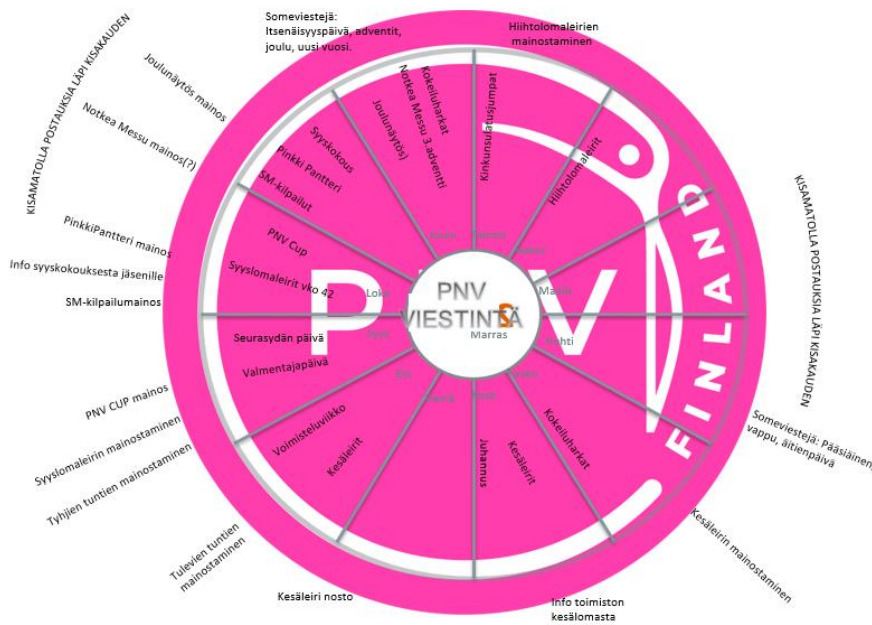 Someviestejä:
Itsenäisyyspäivä, adventit,
joulu, uusi vuosi.
Hiihtolomaleirien
mainostaminen
KISAMATOLLA POSTAUKSIA LÄPI KISAKAUDEN
Joulunäytös mainos
Notkea Messu mainos(?)
PinkkiPantteri mainos
Info syyskokouksesta jäsenille
SM-kilpailumainos
PNV CUP mainos
Syyslomaleirin mainostaminen
Tyhjien tuntien mainostaminen
Tulevien tuntien
mainostaminen
Kesäleiri nosto
Info toimiston
kesälomasta
Kesäleirin mainostaminen
Someviestejä: Pääsiäinen,
vappu, äitienpäivä
KISAMATOLLA POSTAUKSIA LÄPI KISAKAUDEN
Kokeiluharkat
Notkea Messu 3.adventti
Joulunäytös)
Kinkunsulatusjumpat
Hiihtolomaleirit
Syyskokous
Pinkki Pantteri
SM-kilpailut
PNV Cup
Syyslomaleirit vko 42
Seurasydän päivä
Valmentajapäivä
Voimisteluviikko
Kesäleirit
Juhannus
Kesäleirit
Kokeiluharkat
Loka
Marras
Huhti
PNV
VIESTINTÄ
S
P V
FINLAND